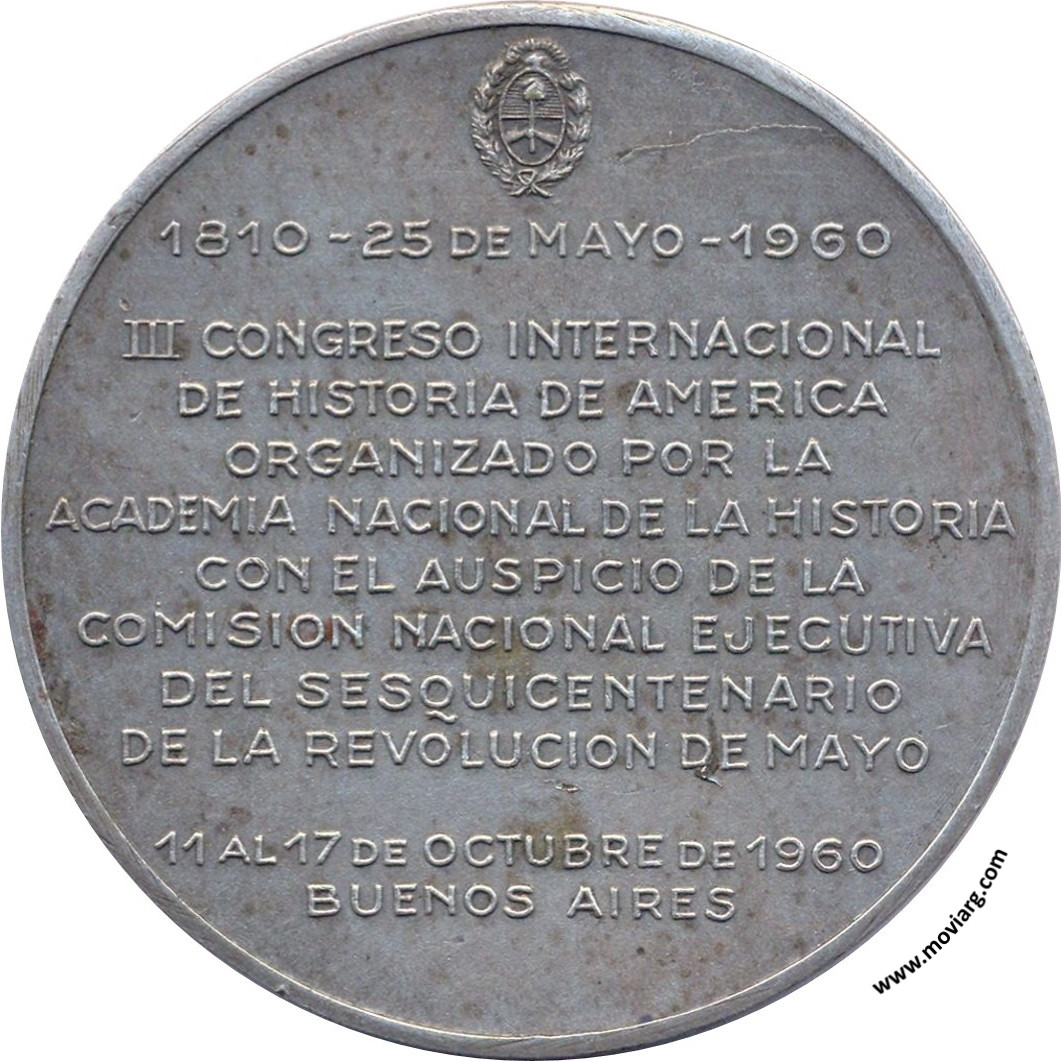 1810 - 25 DE MAYO - 1960
III CONGRESO INTERNACIONAL
DE HISTORIA DE AMERICA
ORGANIZADO POR LA
ACADEMIA NACIONAL DE LA HISTORIA
CON EL AUSPICIO DE LA
COMISION NACIONAL EJECUTIVA
DEL SESQUICENTENARIO
DE LA REVOLUCION DE MAYO
11 AL 17 DE OCTUBRE DE 1960
BUENOS AIRES
www.moviarg.com